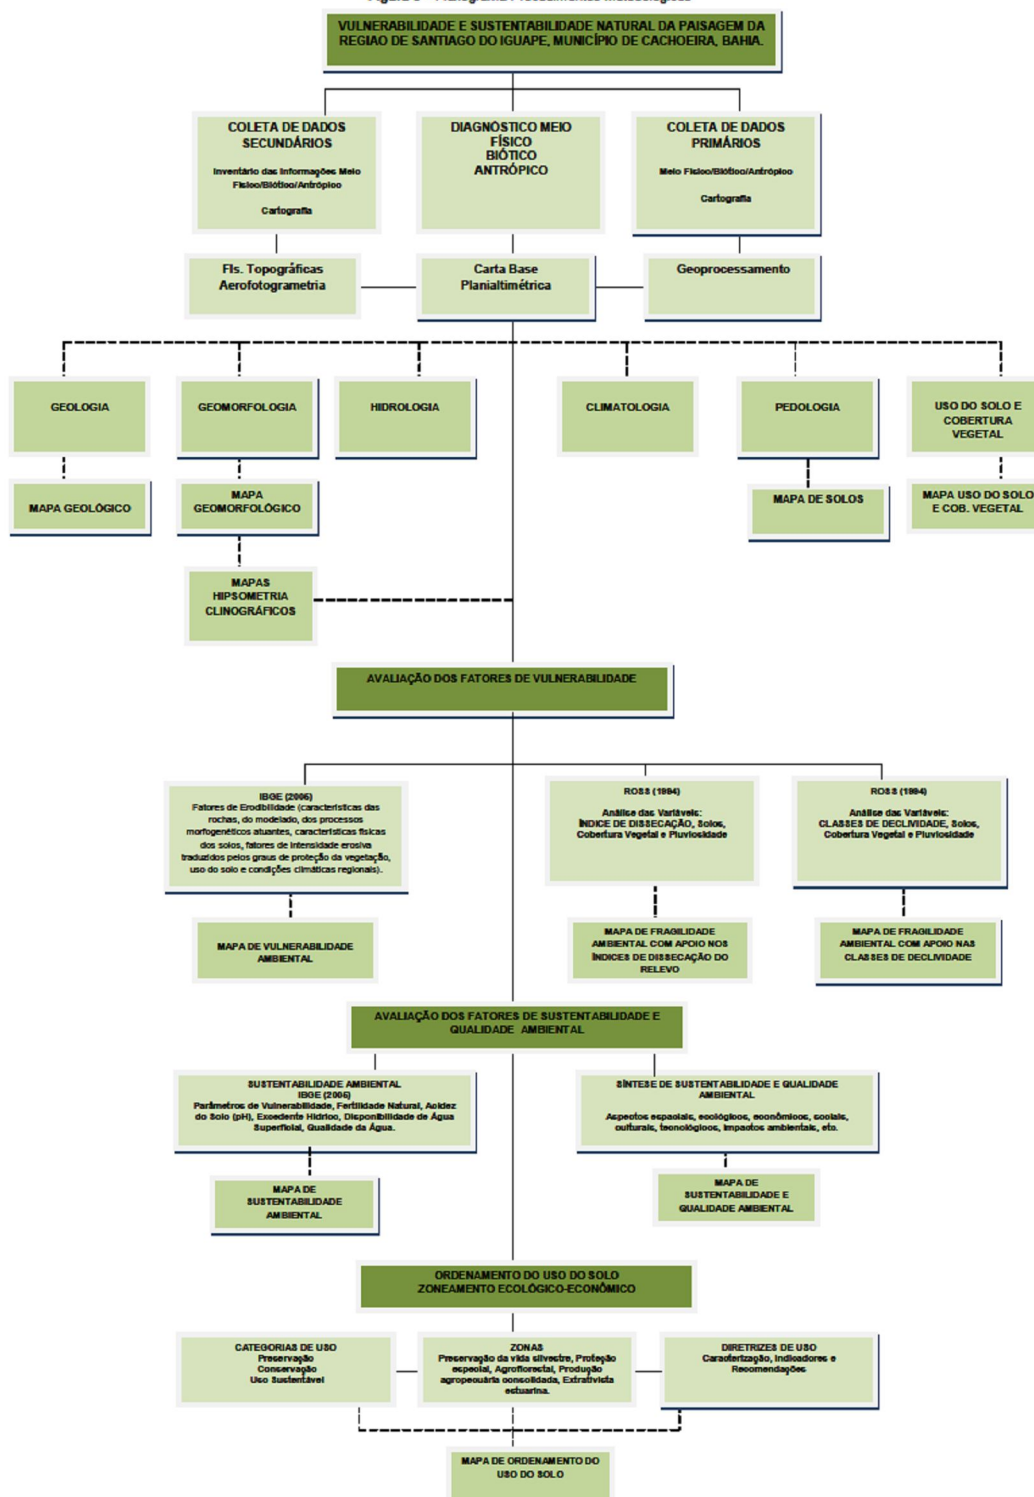 VULNERABILIDADE E SUSTENTABILIDADE NATURAL DA PAISAGEM DA
REGIAO DE SANTIAGO DO IGUAPE, MUNICÍPIO DE CACHOEIRA, BAHIA.
COLETA DE DADOS
SECUNDÁRIOS
Inventário das Informações Meio
Físico/Biótico/Antrópico
Cartografia
DIAGNÓSTICO MEIO
FÍSICO
BIÓTICO
ANTRÓPICO
COLETA DE DADOS
PRIMÁRIOS
Meio Físico/Biótico/Antrópico
Cartografia
Fls. Topográficas
Aerofotogrametria
Carta Base
Planialtimétrica
Geoprocessamento
GEOLOGIA
GEOMORFOLOGIA
HIDROLOGIA
CLIMATOLOGIA
PEDOLOGIA
USO DO SOLO E
COBERTURA
VEGETAL
MAPA GEOLÓGICO
MAPA
GEOMORFOLÓGICO
MAPA DE SOLOS
MAPA USO DO SOLO
E COB. VEGETAL
MAPAS
HIPSOMETRIA
CLINOGRÁFICOS
AVALIAÇÃO DOS FATORES DE VULNERABILIDADE
IBGE (2005)
Fatores de Erodibilidade (características das
rochas, do modelado, dos processos
morfogenéticos atuantes, características físicas
dos solos, fatores de intensidade erosiva
traduzidos pelos graus de proteção da vegetação,
uso do solo e condições climáticas regionais).
ROSS (1994)
Análise das Variáveis:
ÍNDICE DE DISSECAÇÃO, Solos,
Cobertura Vegetal e Pluviosidade
ROSS (1994)
Análise das Variáveis:
CLASSES DE DECLIVIDADE, Solos,
Cobertura Vegetal e Pluviosidade
MAPA DE VULNERABILIDADE
AMBIENTAL
MAPA DE FRAGILIDADE
AMBIENTAL COM APOIO NOS
ÍNDICES DE DISSECAÇÃO DO
RELEVO
MAPA DE FRAGILIDADE
AMBIENTAL COM APOIO NAS
CLASSES DE DECLIVIDADE
AVALIAÇÃO DOS FATORES DE SUSTENTABILIDADE E
QUALIDADE AMBIENTAL
SUSTENTABILIDADE AMBIENTAL
IBGE (2005)
Parâmetros de Vulnerabilidade, Fertilidade Natural, Acidez
do Solo (pH), Excedente Hídrico, Disponibilidade de Água
Superficial, Qualidade da Água.
SÍNTESE DE SUSTENTABILIDADE E QUALIDADE
AMBIENTAL
Aspectos espaciais, ecológicos, econômicos, sociais,
culturais, tecnológicos, impactos ambientais, etc.
MAPA DE
SUSTENTABILIDADE
AMBIENTAL
MAPA DE
SUSTENTABILIDADE E
QUALIDADE AMBIENTAL
ORDENAMENTO DO USO DO SOLO
ZONEAMENTO ECOLÓGICO-ECONÔMICO
CATEGORIAS DE USO
Preservação
Conservação
Uso Sustentável
ZONAS
Preservação da vida silvestre, Proteção
especial, Agroflorestal, Produção
agropecuária consolidada, Extrativista
estuarina.
DIRETRIZES DE USO
Caracterização, Indicadores e
Recomendações
MAPA DE ORDENAMENTO DO
USO DO SOLO